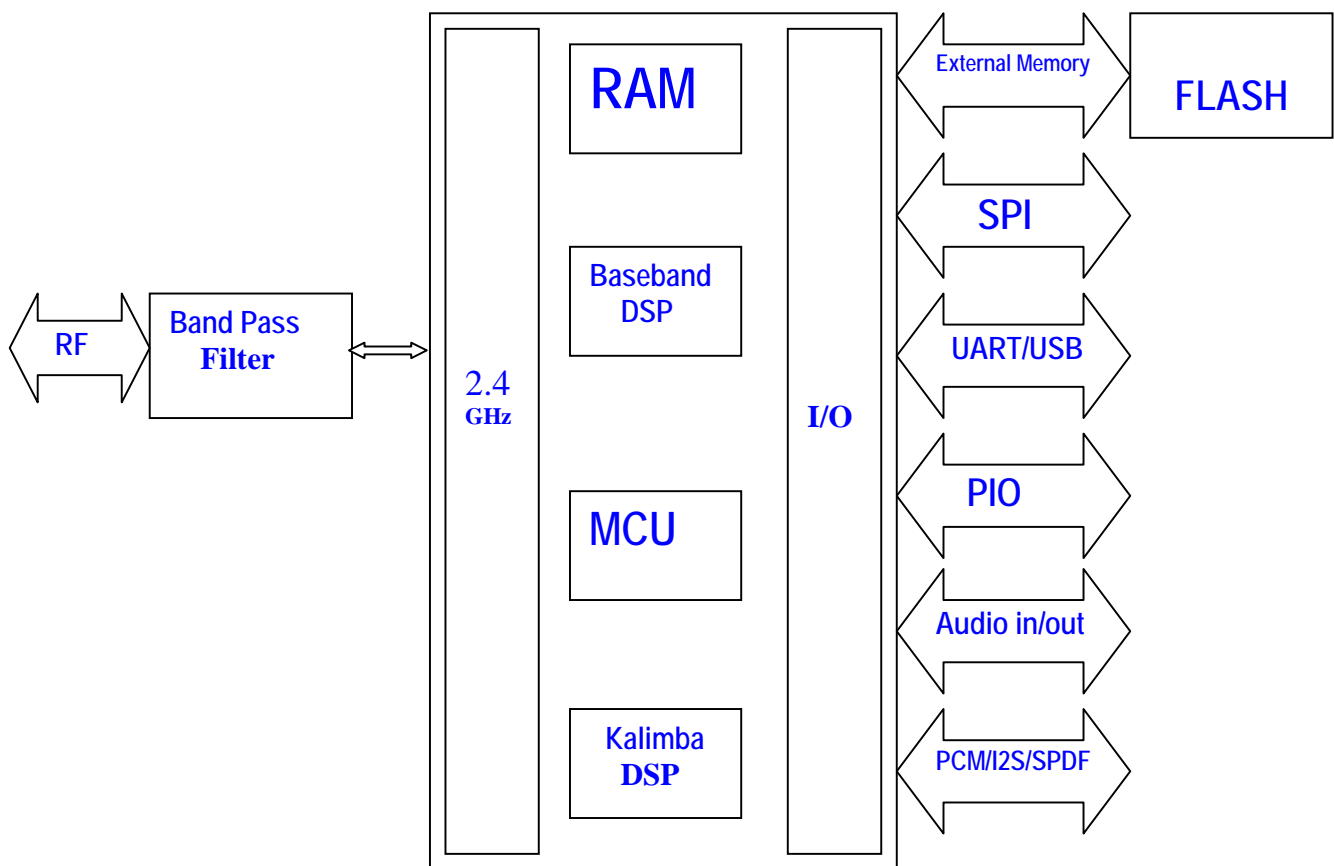 RF
Band Pass
Filter
2.4
GHz
RAM
Baseband
DSP
MCU
Kalimba
DSP
I/O
External Memory
FLASH
SPI
UART/USB
PIO
Audio in/out
PCM/I2S/SPDF